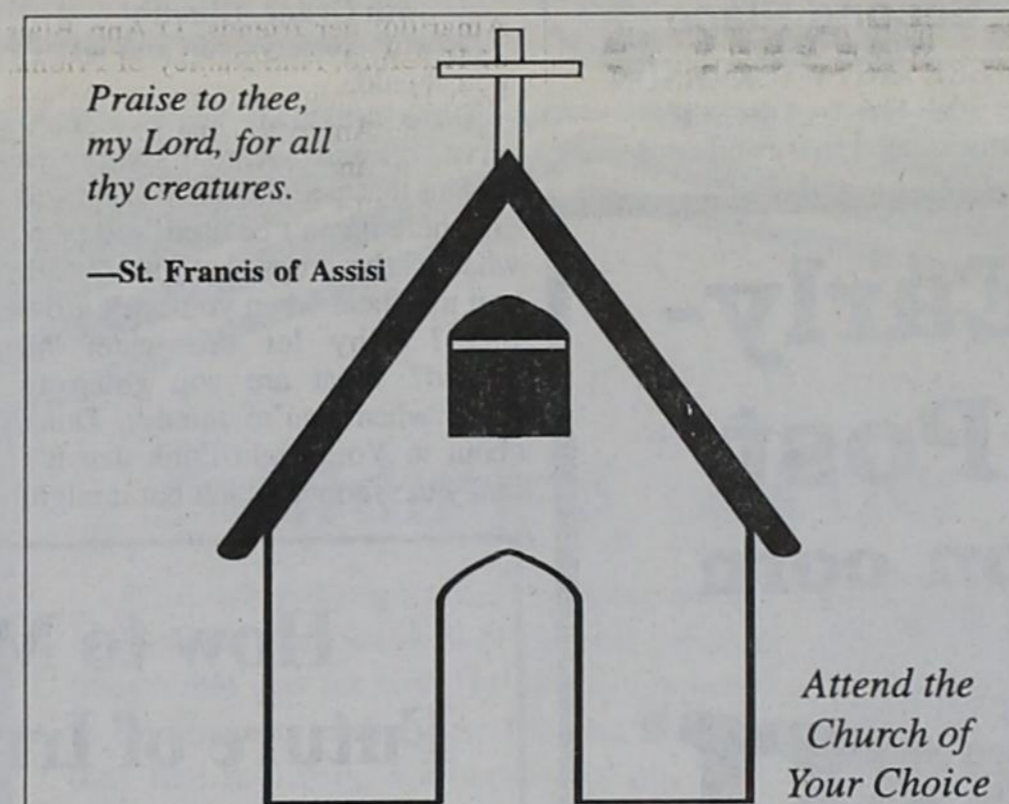 Praise to thee,
my Lord, for all
thy creatures.
—St. Francis of Assisi
Attend the
Church of
Your Choice